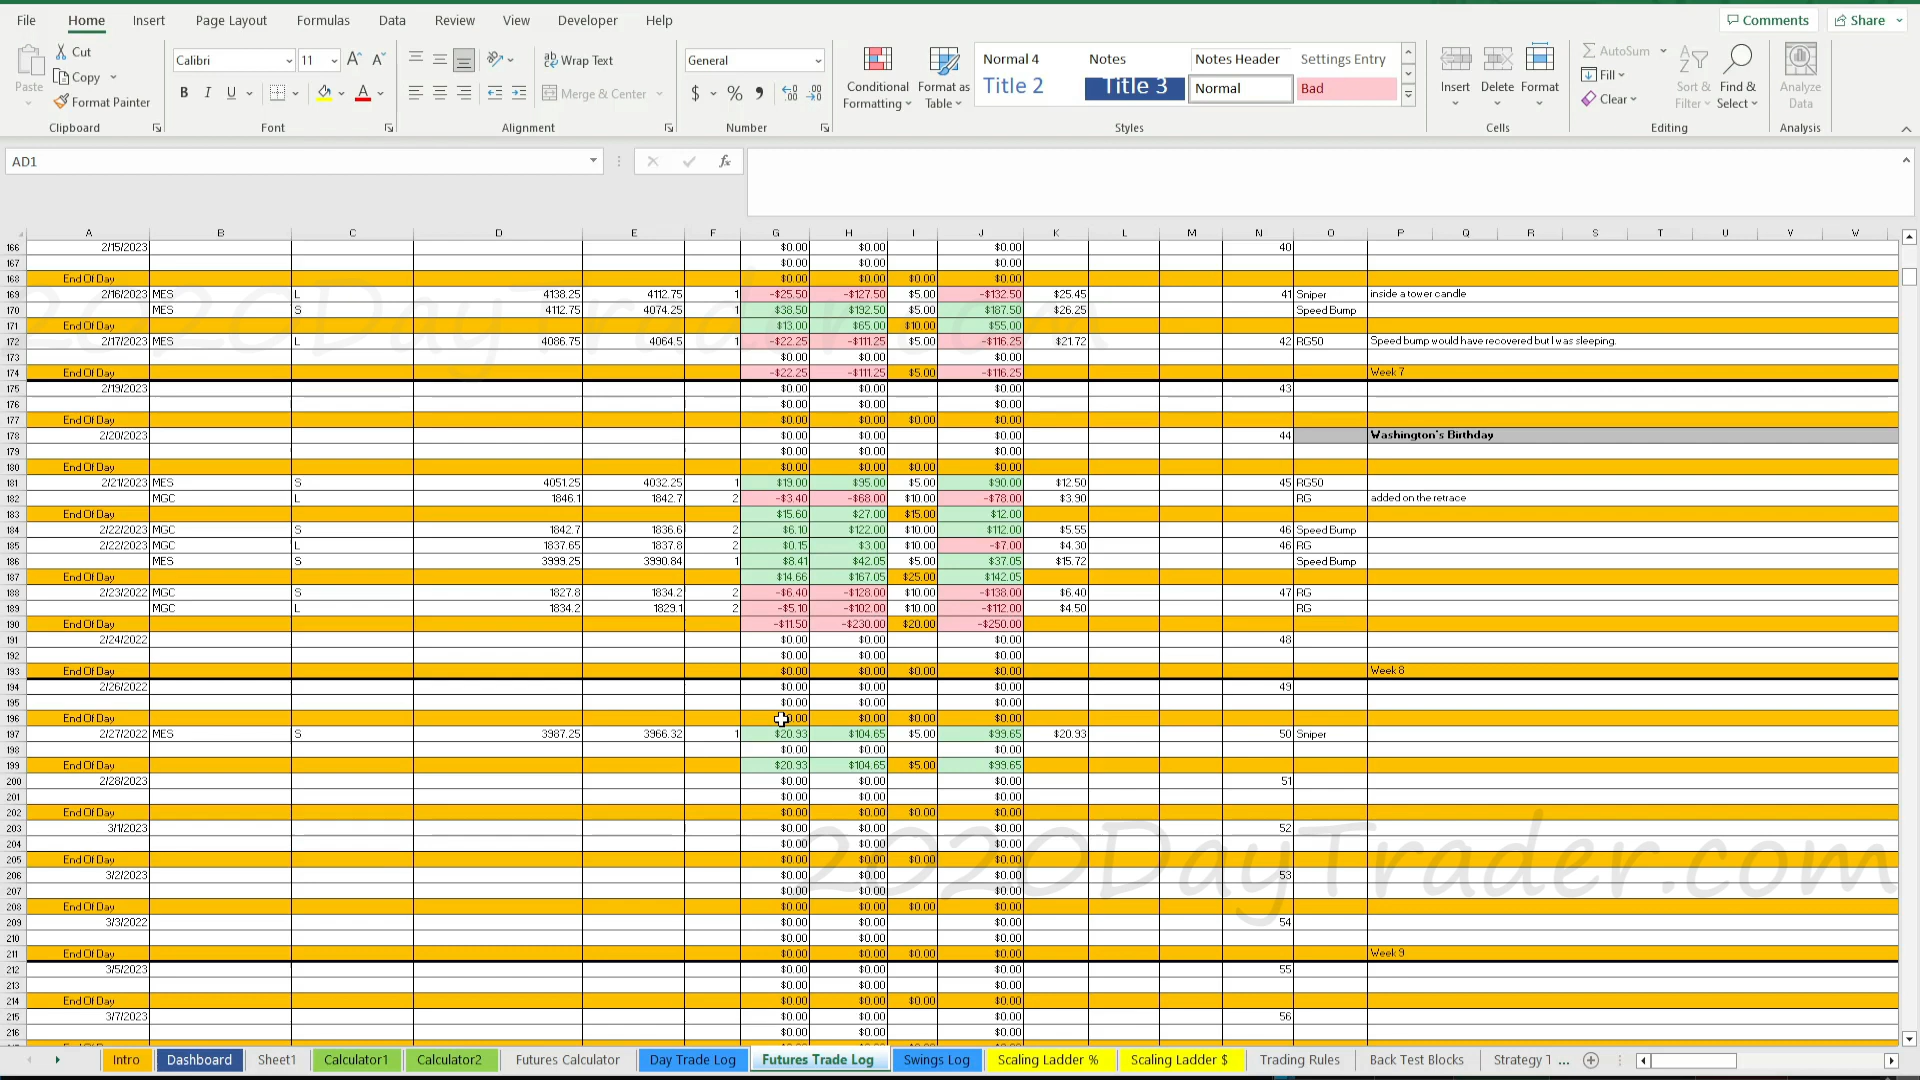 File Home Insert Page Layout Formulas Data Review View Developer Help Comments Share
Paste Cut Copy Format Painter Clipboard
Calibri 11 B I U Font
Wrap Text Merge & Center Alignment
General $ % Number
Conditional Formatting Format as Table
Normal 4 Notes Notes Header Settings Entry
Title 2 Title 3 Normal Bad
Styles
Insert Delete Format Cells
AutoSum Fill Clear Sort & Filter Find & Select Editing
Analyze Data Analysis
AD1 fx
A B C D E F G H I J K L M N O P Q R S T U V W
166 2/15/2023 $0.00 $0.00 $0.00 40
167 $0.00 $0.00 $0.00
168 End Of Day $0.00 $0.00 $0.00 $0.00
169 2/16/2023 MES L 4138.25 4112.75 1 -$25.50 -$127.50 $5.00 -$132.50 $25.45 41 Sniper inside a tower candle
170 MES S 4112.75 4074.25 1 $38.50 $192.50 $5.00 $187.50 $26.25 Speed Bump
171 End Of Day $13.00 $65.00 $10.00 $55.00
172 2/17/2023 MES L 4086.75 4064.5 1 -$22.25 -$111.25 $5.00 -$116.25 $21.72 42 RG50 Speed bump would have recovered but I was sleeping.
173 $0.00 $0.00 $0.00
174 End Of Day -$22.25 -$111.25 $5.00 -$116.25 Week 7
175 2/19/2023 $0.00 $0.00 $0.00 43
176 $0.00 $0.00 $0.00
177 End Of Day $0.00 $0.00 $0.00 $0.00
178 2/20/2023 $0.00 $0.00 $0.00 44 Washington's Birthday
179 $0.00 $0.00 $0.00
180 End Of Day $0.00 $0.00 $0.00 $0.00
181 2/21/2023 MES S 4051.25 4032.25 1 $19.00 $95.00 $5.00 $90.00 $12.50 45 RG50
182 MGC L 1846.1 1842.7 2 -$3.40 -$68.00 $10.00 -$78.00 $3.90 RG added on the retrace
183 End Of Day $15.60 $27.00 $15.00 $12.00
184 2/22/2023 MGC S 1842.7 1836.6 2 $6.10 $122.00 $10.00 $112.00 $5.55 46 Speed Bump
185 2/22/2023 MGC L 1837.65 1837.8 2 $0.15 $3.00 $10.00 -$7.00 $4.30 46 RG
186 MES S 3999.25 3990.84 1 $8.41 $42.05 $5.00 $37.05 $15.72 Speed Bump
187 End Of Day $14.66 $167.05 $25.00 $142.05
188 2/23/2022 MGC S 1827.8 1834.2 2 -$6.40 -$128.00 $10.00 -$138.00 $6.40 47 RG
189 MGC L 1834.2 1829.1 2 -$5.10 -$102.00 $10.00 -$112.00 $4.50 RG
190 End Of Day -$11.50 -$230.00 $20.00 -$250.00
191 2/24/2022 $0.00 $0.00 $0.00 48
192 $0.00 $0.00 $0.00
193 End Of Day $0.00 $0.00 $0.00 $0.00 Week 8
194 2/26/2022 $0.00 $0.00 $0.00 49
195 $0.00 $0.00 $0.00
196 End Of Day 0.00 $0.00 $0.00 $0.00
197 2/27/2022 MES S 3987.25 3966.32 1 $20.93 $104.65 $5.00 $99.65 $20.93 50 Sniper
198 $0.00 $0.00 $0.00
199 End Of Day $20.93 $104.65 $5.00 $99.65
200 2/28/2023 $0.00 $0.00 $0.00 51
201 $0.00 $0.00 $0.00
202 End Of Day $0.00 $0.00 $0.00 $0.00
203 3/1/2023 $0.00 $0.00 $0.00 52
204 $0.00 $0.00 $0.00
205 End Of Day $0.00 $0.00 $0.00 $0.00
206 3/2/2023 $0.00 $0.00 $0.00 53
207 $0.00 $0.00 $0.00
208 End Of Day $0.00 $0.00 $0.00 $0.00
209 3/3/2022 $0.00 $0.00 $0.00 54
210 $0.00 $0.00 $0.00
211 End Of Day $0.00 $0.00 $0.00 $0.00 Week 9
212 3/5/2023 $0.00 $0.00 $0.00 55
213 $0.00 $0.00 $0.00
214 End Of Day $0.00 $0.00 $0.00 $0.00
215 3/7/2023 $0.00 $0.00 $0.00 56
216 $0.00 $0.00 $0.00
2020DayTrader.com
2020DayTrader.com
Intro Dashboard Sheet1 Calculator1 Calculator2 Futures Calculator Day Trade Log Futures Trade Log Swings Log Scaling Ladder % Scaling Ladder $ Trading Rules Back Test Blocks Strategy T ...